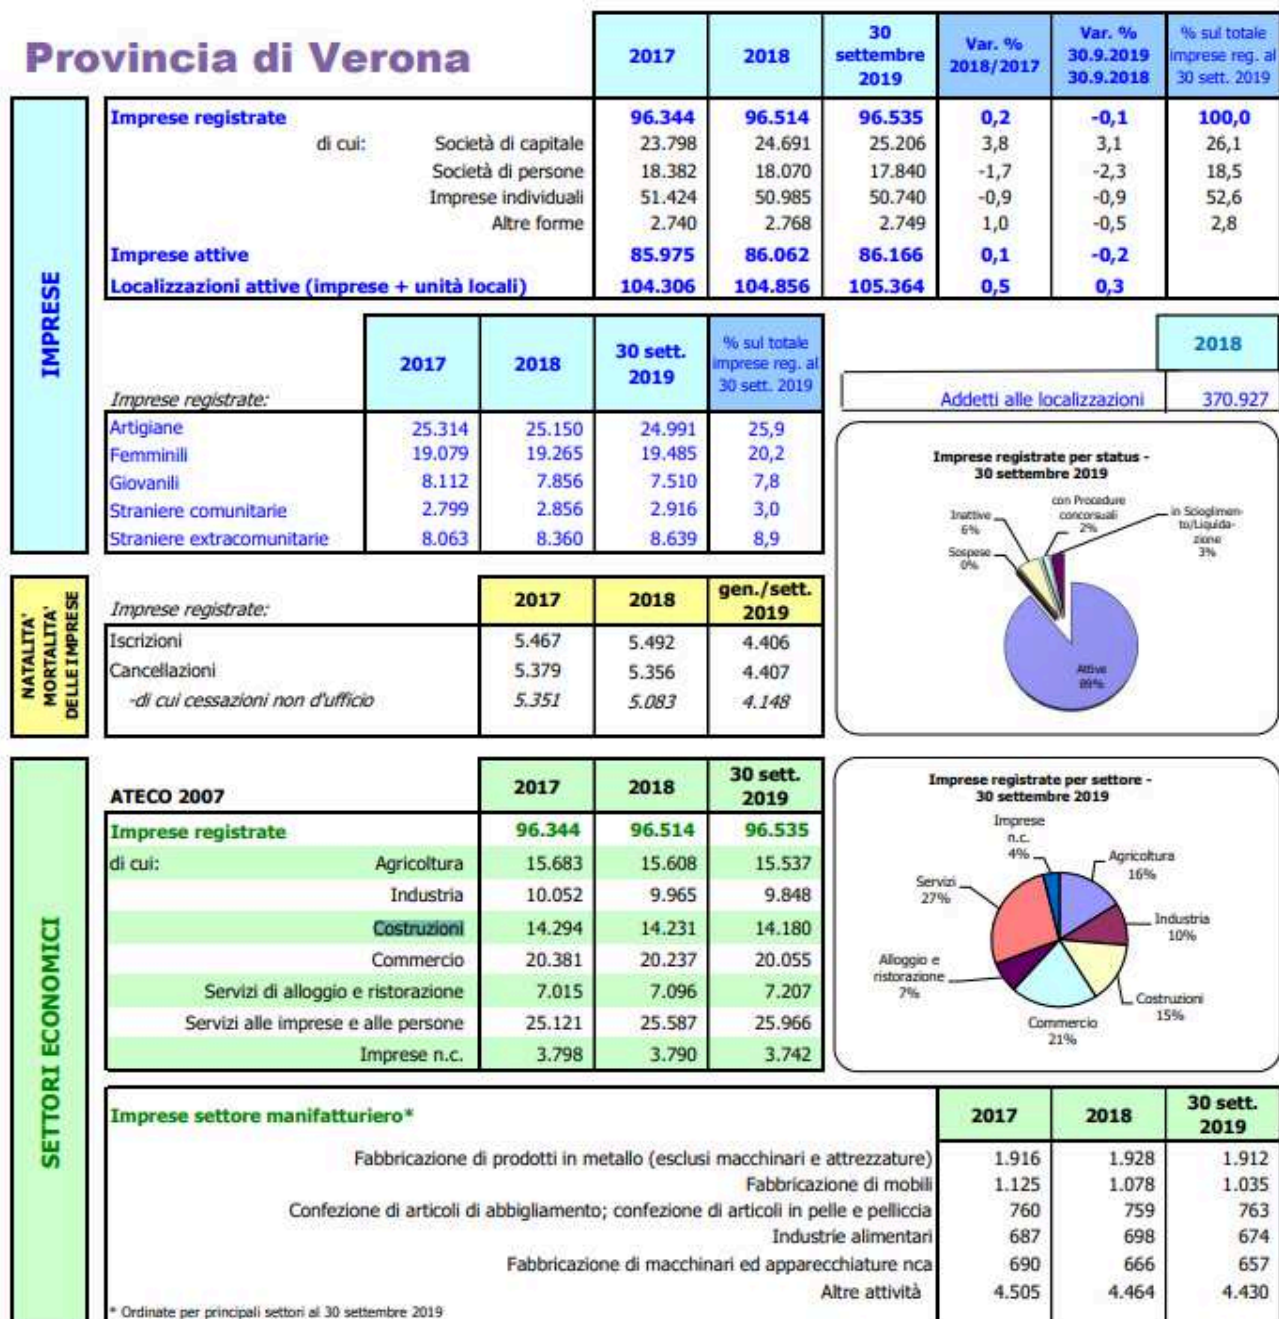 Provincia di Verona
2017 2018 30 settembre 2019 Var. % 2018/2017 Var. % 30.9.2019 30.9.2018 % sul totale imprese reg. al 30 sett. 2019
IMPRESE
Imprese registrate 96.344 96.514 96.535 0,2 -0,1 100,0
di cui: Società di capitale 23.798 24.691 25.206 3,8 3,1 26,1
Società di persone 18.382 18.070 17.840 -1,7 -2,3 18,5
Imprese individuali 51.424 50.985 50.740 -0,9 -0,9 52,6
Altre forme 2.740 2.768 2.749 1,0 -0,5 2,8
Imprese attive 85.975 86.062 86.166 0,1 -0,2
Localizzazioni attive (imprese + unità locali) 104.306 104.856 105.364 0,5 0,3
Imprese registrate: 2017 2018 30 sett. 2019 % sul totale imprese reg. al 30 sett. 2019
Artigiane 25.314 25.150 24.991 25,9
Femminili 19.079 19.265 19.485 20,2
Giovanili 8.112 7.856 7.510 7,8
Straniere comunitarie 2.799 2.856 2.916 3,0
Straniere extracomunitarie 8.063 8.360 8.639 8,9
2018
Addetti alle localizzazioni 370.927
Imprese registrate per status -
30 settembre 2019
Inattive
6%
con Procedure
concorsuali
2%
in Scioglimen-
to/Liquida-
zione
3%
Sospese
0%
Attive
89%
NATALITA'
MORTALITA'
DELLE IMPRESE
Imprese registrate: 2017 2018 gen./sett. 2019
Iscrizioni 5.467 5.492 4.406
Cancellazioni 5.379 5.356 4.407
-di cui cessazioni non d'ufficio 5.351 5.083 4.148
SETTORI ECONOMICI
ATECO 2007 2017 2018 30 sett. 2019
Imprese registrate 96.344 96.514 96.535
di cui: Agricoltura 15.683 15.608 15.537
Industria 10.052 9.965 9.848
Costruzioni 14.294 14.231 14.180
Commercio 20.381 20.237 20.055
Servizi di alloggio e ristorazione 7.015 7.096 7.207
Servizi alle imprese e alle persone 25.121 25.587 25.966
Imprese n.c. 3.798 3.790 3.742
Imprese registrate per settore -
30 settembre 2019
Imprese
n.c.
4%
Agricoltura
16%
Servizi
27%
Industria
10%
Alloggio e
ristorazione
7%
Costruzioni
15%
Commercio
21%
Imprese settore manifatturiero* 2017 2018 30 sett. 2019
Fabbricazione di prodotti in metallo (esclusi macchinari e attrezzature) 1.916 1.928 1.912
Fabbricazione di mobili 1.125 1.078 1.035
Confezione di articoli di abbigliamento; confezione di articoli in pelle e pelliccia 760 759 763
Industrie alimentari 687 698 674
Fabbricazione di macchinari ed apparecchiature nca 690 666 657
Altre attività 4.505 4.464 4.430
* Ordinate per principali settori al 30 settembre 2019